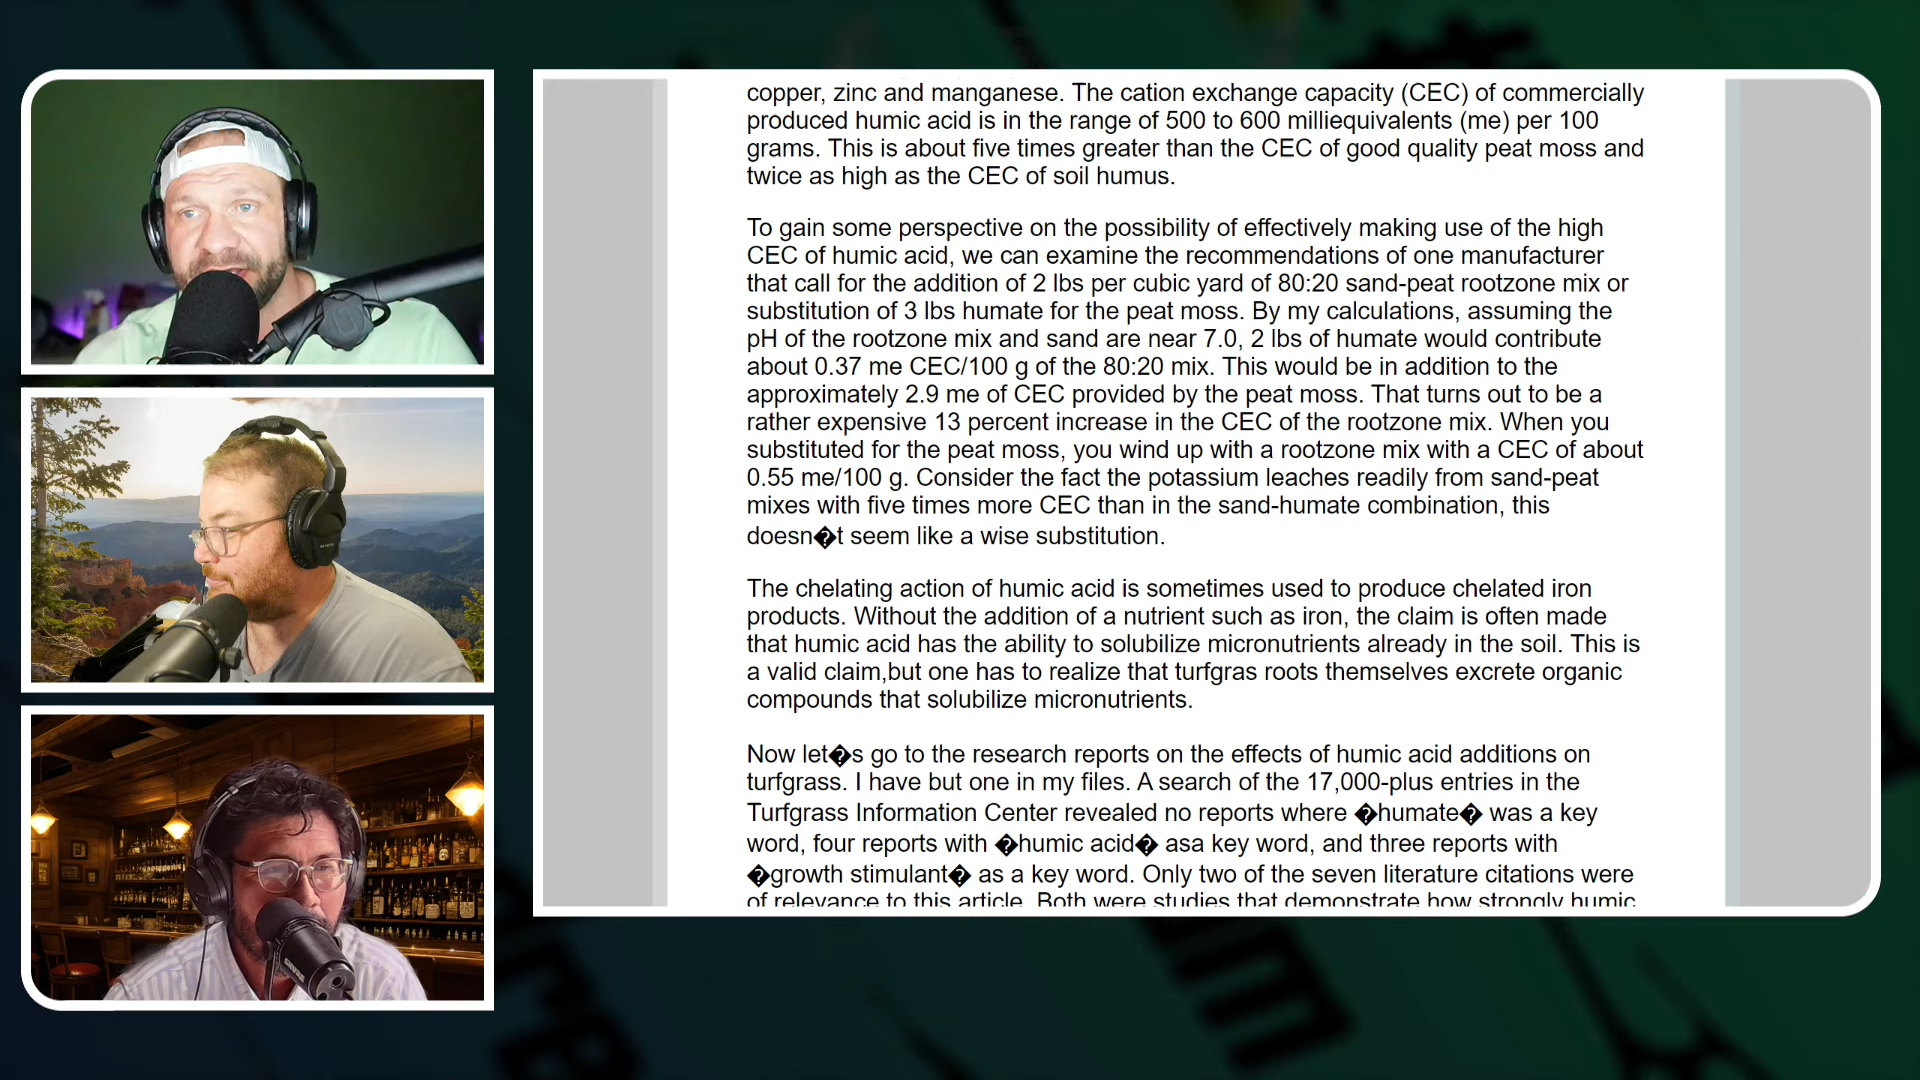 copper, zinc and manganese. The cation exchange capacity (CEC) of commercially
produced humic acid is in the range of 500 to 600 milliequivalents (me) per 100
grams. This is about five times greater than the CEC of good quality peat moss and
twice as high as the CEC of soil humus.
To gain some perspective on the possibility of effectively making use of the high
CEC of humic acid, we can examine the recommendations of one manufacturer
that call for the addition of 2 lbs per cubic yard of 80:20 sand-peat rootzone mix or
substitution of 3 lbs humate for the peat moss. By my calculations, assuming the
pH of the rootzone mix and sand are near 7.0, 2 lbs of humate would contribute
about 0.37 me CEC/100 g of the 80:20 mix. This would be in addition to the
approximately 2.9 me of CEC provided by the peat moss. That turns out to be a
rather expensive 13 percent increase in the CEC of the rootzone mix. When you
substituted for the peat moss, you wind up with a rootzone mix with a CEC of about
0.55 me/100 g. Consider the fact the potassium leaches readily from sand-peat
mixes with five times more CEC than in the sand-humate combination, this
doesn�t seem like a wise substitution.
The chelating action of humic acid is sometimes used to produce chelated iron
products. Without the addition of a nutrient such as iron, the claim is often made
that humic acid has the ability to solubilize micronutrients already in the soil. This is
a valid claim,but one has to realize that turfgras roots themselves excrete organic
compounds that solubilize micronutrients.
Now let�s go to the research reports on the effects of humic acid additions on
turfgrass. I have but one in my files. A search of the 17,000-plus entries in the
Turfgrass Information Center revealed no reports where �humate� was a key
word, four reports with �humic acid� asa key word, and three reports with
�growth stimulant� as a key word. Only two of the seven literature citations were
of relevance to this article. Both were studies that demonstrate how strongly humic
SHURE